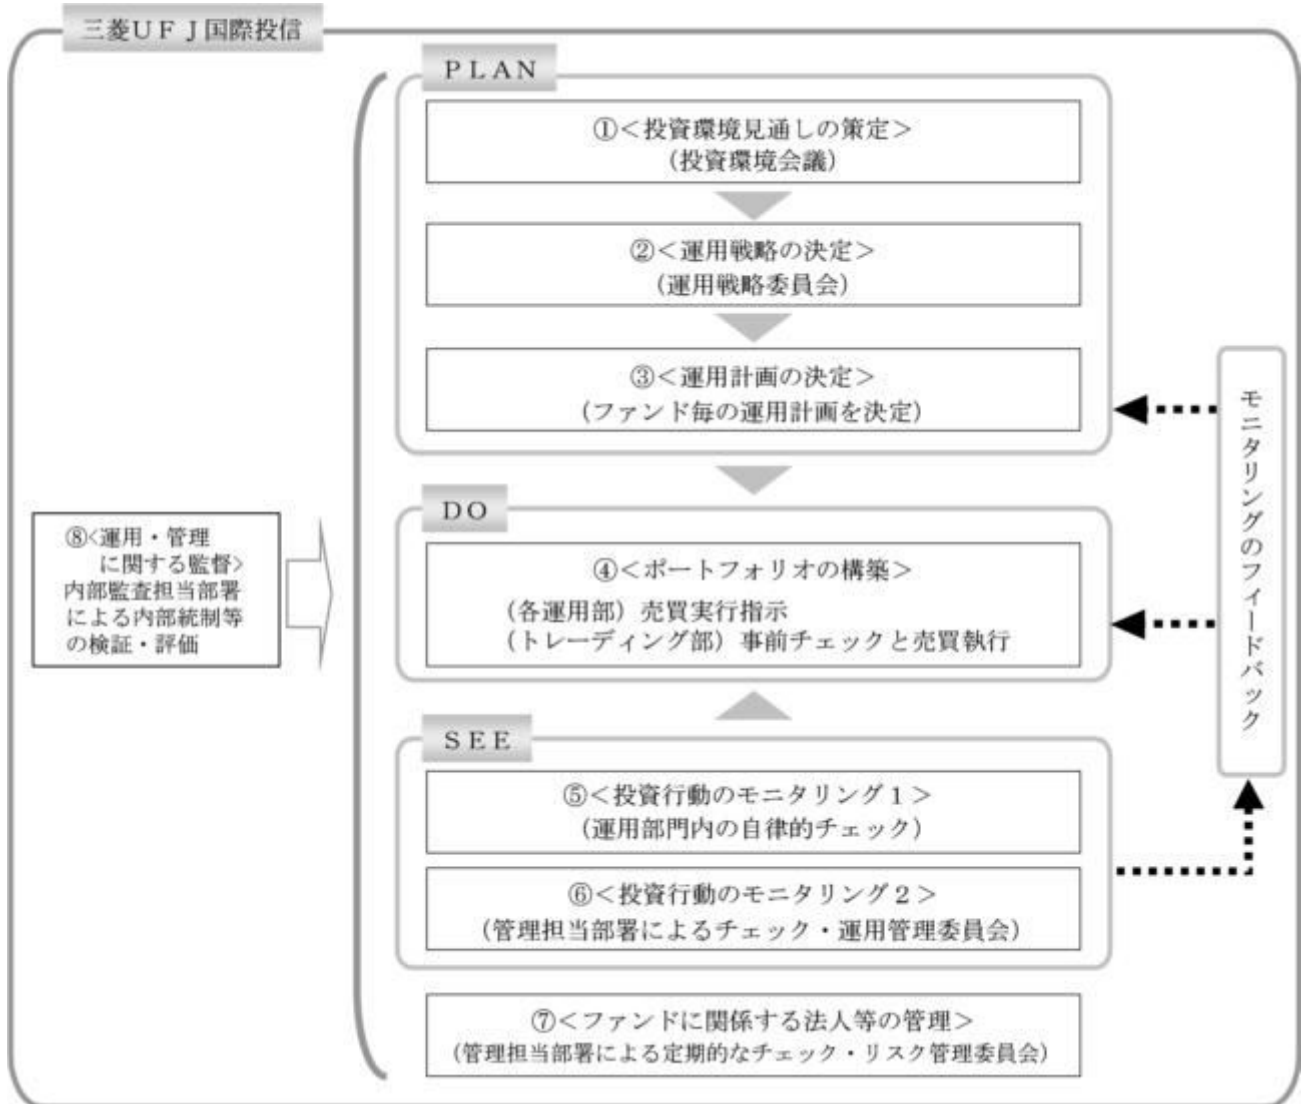 三菱ＵＦＪ国際投信
ＰＬＡＮ
①＜投資環境見通しの策定＞
（投資環境会議）
②＜運用戦略の決定＞
（運用戦略委員会）
③＜運用計画の決定＞
（ファンド毎の運用計画を決定）
ＤＯ
④＜ポートフォリオの構築＞
（各運用部）売買実行指示
（トレーディング部）事前チェックと売買執行
ＳＥＥ
⑤＜投資行動のモニタリング１＞
（運用部門内の自律的チェック）
⑥＜投資行動のモニタリング２＞
（管理担当部署によるチェック・運用管理委員会）
⑦＜ファンドに関係する法人等の管理＞
（管理担当部署による定期的なチェック・リスク管理委員会）
⑧<運用・管理
に関する監督>
内部監査担当部署
による内部統制等
の検証・評価
モニタリングのフィードバック